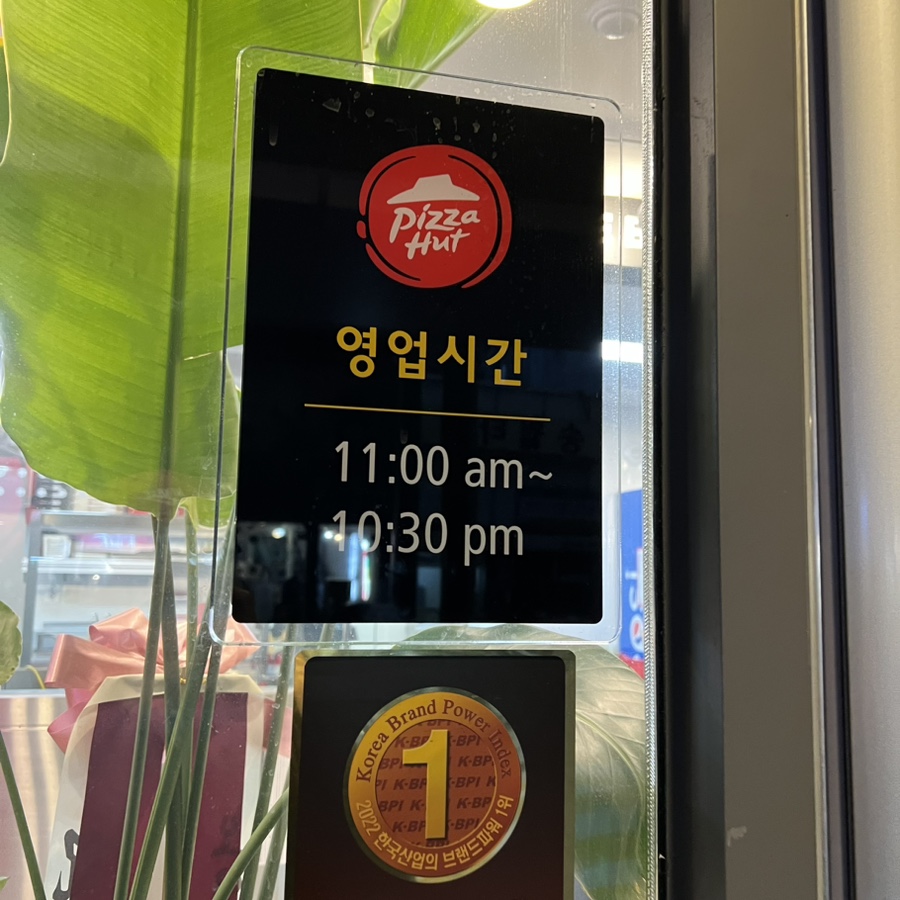 Pizza
Hut
영업시간
11:00 am~
10:30 pm
Korea Brand Power Index
1
K-BPI
2022 한국산업의 브랜드파워 1위